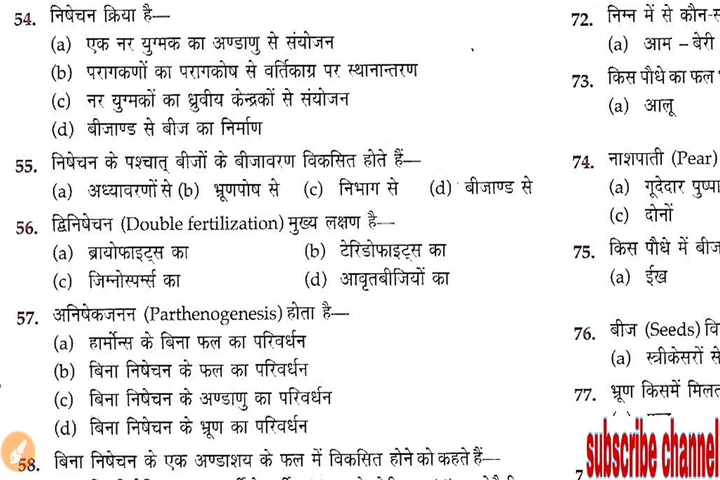 54. निषेचन क्रिया है—
(a) एक नर युग्मक का अण्डाणु से संयोजन
(b) परागकणों का परागकोष से वर्तिकाग्र पर स्थानान्तरण
(c) नर युग्मकों का ध्रुवीय केन्द्रकों से संयोजन
(d) बीजाण्ड से बीज का निर्माण
55. निषेचन के पश्चात् बीजों के बीजावरण विकसित होते हैं—
(a) अध्यावरणों से (b) भ्रूणपोष से (c) निभाग से (d) बीजाण्ड से
56. द्विनिषेचन (Double fertilization) मुख्य लक्षण है—
(a) ब्रायोफाइट्स का (b) टेरिडोफाइट्स का
(c) जिम्नोस्पर्म्स का (d) आवृतबीजियों का
57. अनिषेकजनन (Parthenogenesis) होता है—
(a) हार्मोन्स के बिना फल का परिवर्धन
(b) बिना निषेचन के फल का परिवर्धन
(c) बिना निषेचन के अण्डाणु का परिवर्धन
(d) बिना निषेचन के भ्रूण का परिवर्धन
58. बिना निषेचन के एक अण्डाशय के फल में विकसित होने को कहते हैं—
72. निम्न में से कौन-
(a) आम – बेरी
73. किस पौधे का फल
(a) आलू
74. नाशपाती (Pear)
(a) गूदेदार
(c) दोनों
75. किस पौधे में
(a) ईख
76. बीज (Seeds)
(a) स्त्रीकेसरों से
77. भ्रूण किसमें
subscribe channel
7